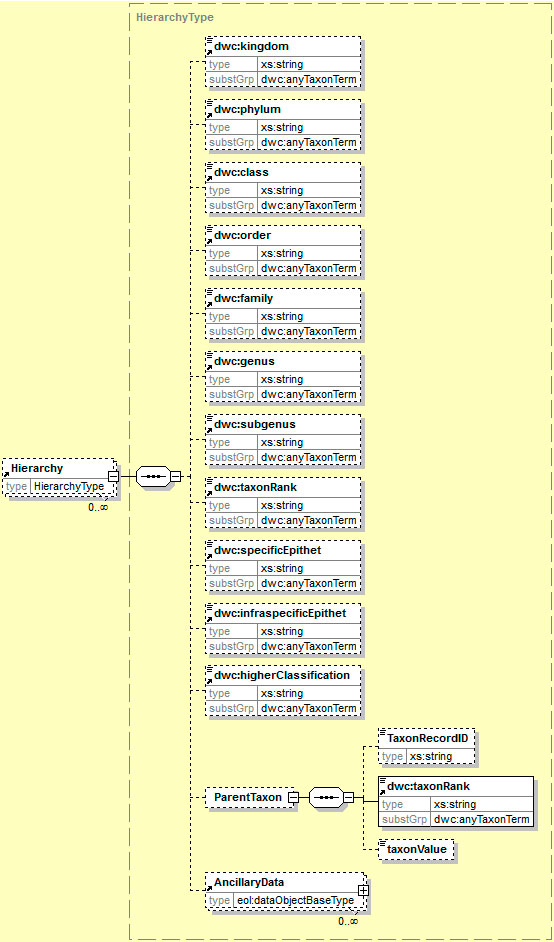 HierarchyType
dwc:kingdom
type xs:string
substGrp dwc:anyTaxonTerm
dwc:phylum
type xs:string
substGrp dwc:anyTaxonTerm
dwc:class
type xs:string
substGrp dwc:anyTaxonTerm
dwc:order
type xs:string
substGrp dwc:anyTaxonTerm
dwc:family
type xs:string
substGrp dwc:anyTaxonTerm
dwc:genus
type xs:string
substGrp dwc:anyTaxonTerm
dwc:subgenus
type xs:string
substGrp dwc:anyTaxonTerm
Hierarchy
type HierarchyType
0..∞
dwc:taxonRank
type xs:string
substGrp dwc:anyTaxonTerm
dwc:specificEpithet
type xs:string
substGrp dwc:anyTaxonTerm
dwc:infraspecificEpithet
type xs:string
substGrp dwc:anyTaxonTerm
dwc:higherClassification
type xs:string
substGrp dwc:anyTaxonTerm
ParentTaxon
TaxonRecordID
type xs:string
dwc:taxonRank
type xs:string
substGrp dwc:anyTaxonTerm
taxonValue
AncillaryData
type eol:dataObjectBaseType
0..∞